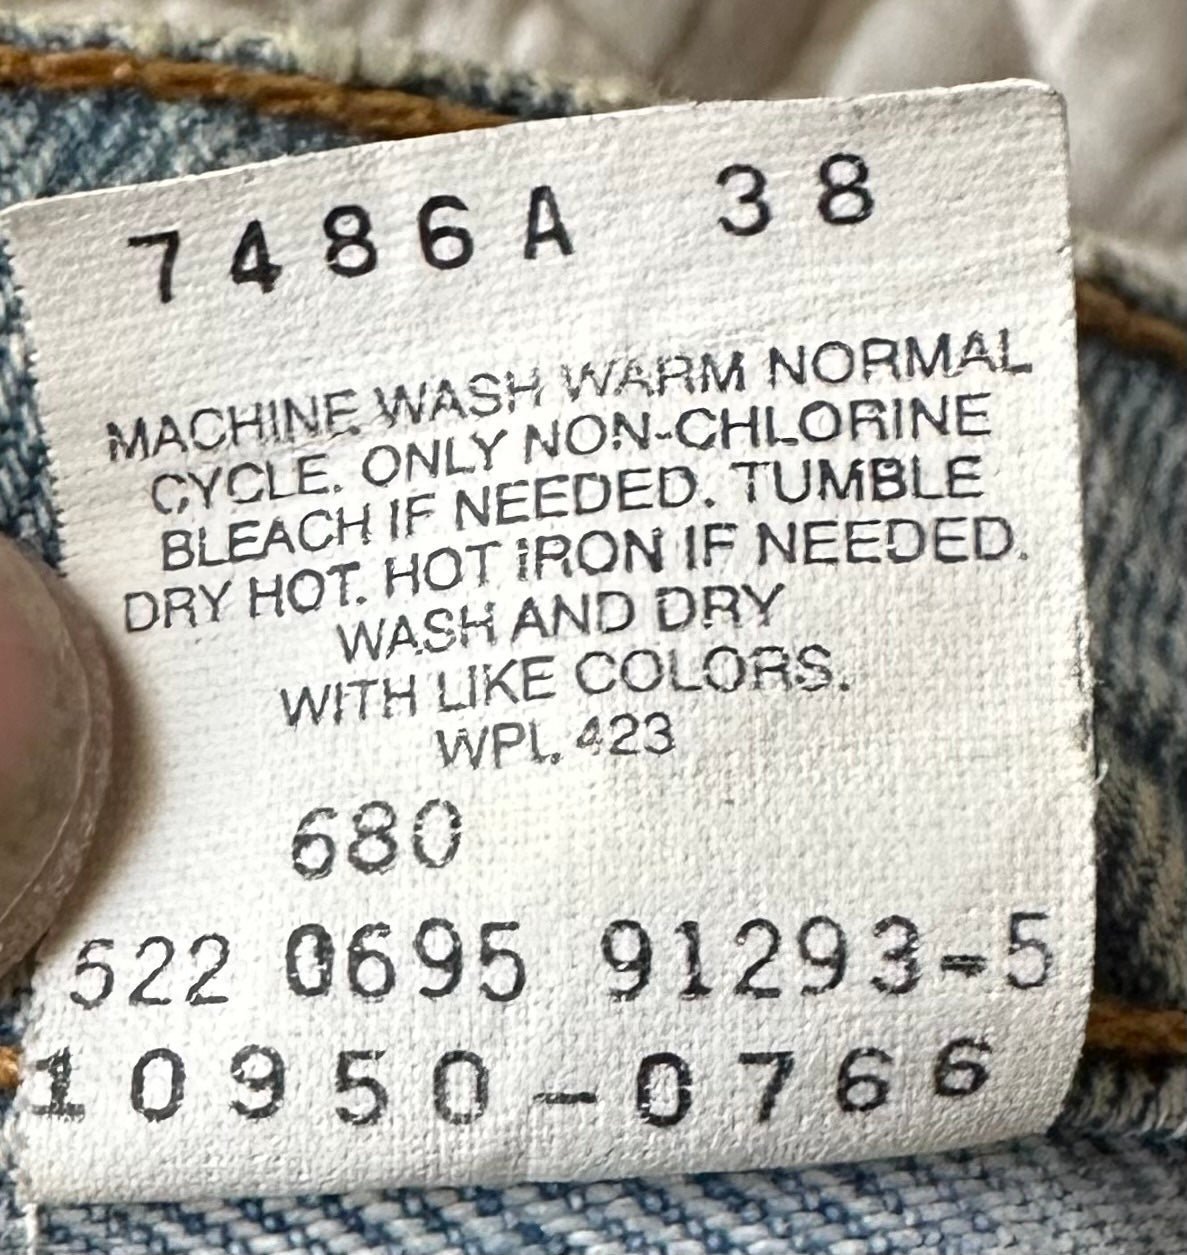 7486A 38
MACHINE WASH WARM NORMAL
CYCLE. ONLY NON-CHLORINE
BLEACH IF NEEDED. TUMBLE
DRY HOT. HOT IRON IF NEEDED.
WASH AND DRY
WITH LIKE COLORS.
WPL 423
680
522 0695 91293-5
10950-0766